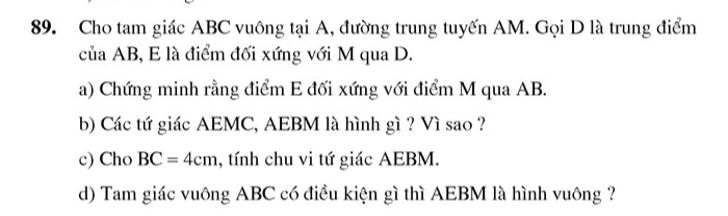 89. Cho tam giác ABC vuông tại A, đường trung tuyến AM. Gọi D là trung điểm
của AB, E là điểm đối xứng với M qua D.
a) Chứng minh rằng điểm E đối xứng với điểm M qua AB.
b) Các tứ giác AEMC, AEBM là hình gì ? Vì sao ?
c) Cho BC = 4cm, tính chu vi tứ giác AEBM.
d) Tam giác vuông ABC có điều kiện gì thì AEBM là hình vuông ?